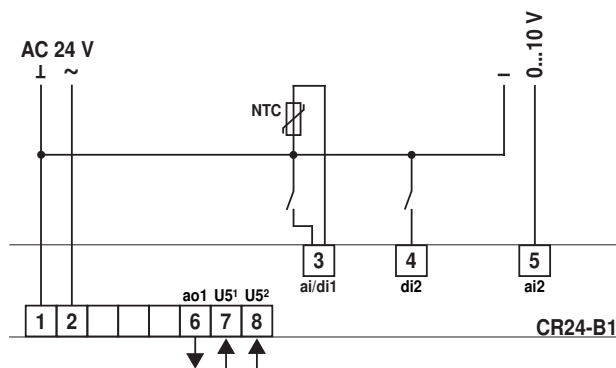 AC 24 V
⊥ ~
– 0...10 V
NTC
3 4 5
ai/di1 di2 ai2
ao1 U5¹ U5²
1 2 6 7 8
CR24-B1